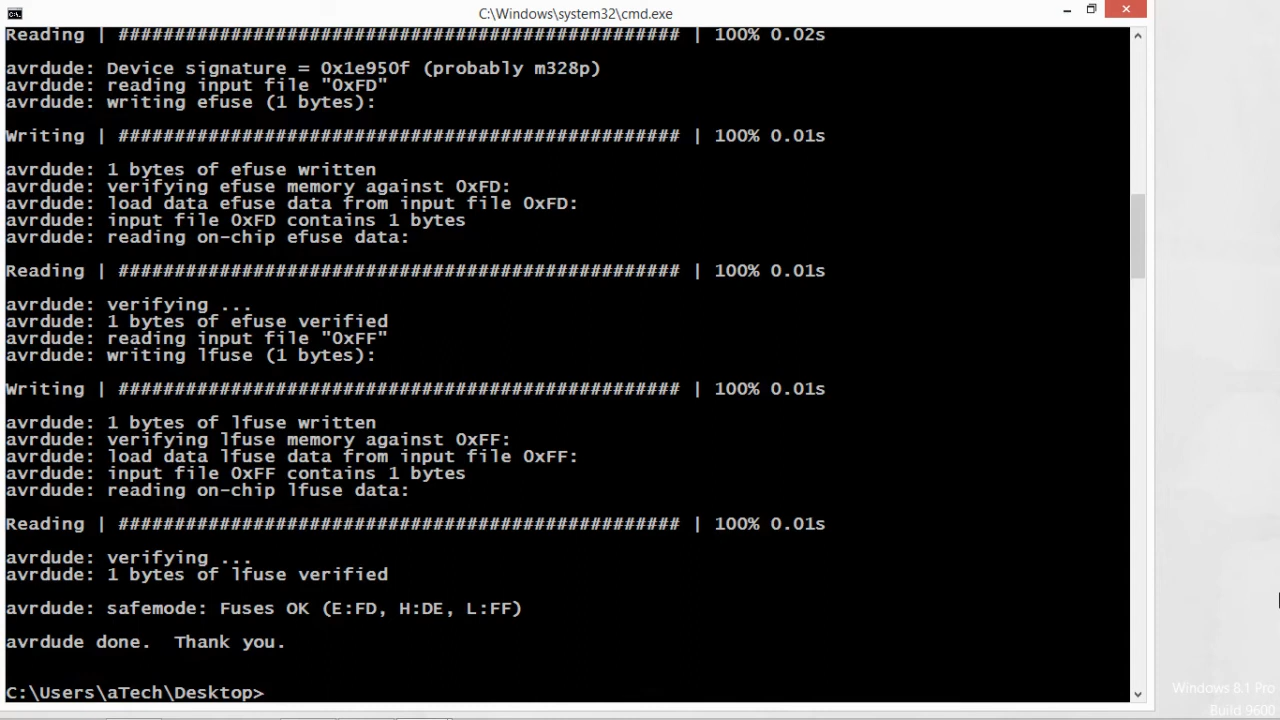 C:\Windows\system32\cmd.exe
Reading | ################################################## | 100% 0.02s
avrdude: Device signature = 0x1e950f (probably m328p)
avrdude: reading input file "0xFD"
avrdude: writing efuse (1 bytes):
Writing | ################################################## | 100% 0.01s
avrdude: 1 bytes of efuse written
avrdude: verifying efuse memory against 0xFD:
avrdude: load data efuse data from input file 0xFD:
avrdude: input file 0xFD contains 1 bytes
avrdude: reading on-chip efuse data:
Reading | ################################################## | 100% 0.01s
avrdude: verifying ...
avrdude: 1 bytes of efuse verified
avrdude: reading input file "0xFF"
avrdude: writing lfuse (1 bytes):
Writing | ################################################## | 100% 0.01s
avrdude: 1 bytes of lfuse written
avrdude: verifying lfuse memory against 0xFF:
avrdude: load data lfuse data from input file 0xFF:
avrdude: input file 0xFF contains 1 bytes
avrdude: reading on-chip lfuse data:
Reading | ################################################## | 100% 0.01s
avrdude: verifying ...
avrdude: 1 bytes of lfuse verified
avrdude: safemode: Fuses OK (E:FD, H:DE, L:FF)
avrdude done.  Thank you.
C:\Users\aTech\Desktop>
Windows 8.1 Pro
Build 9600